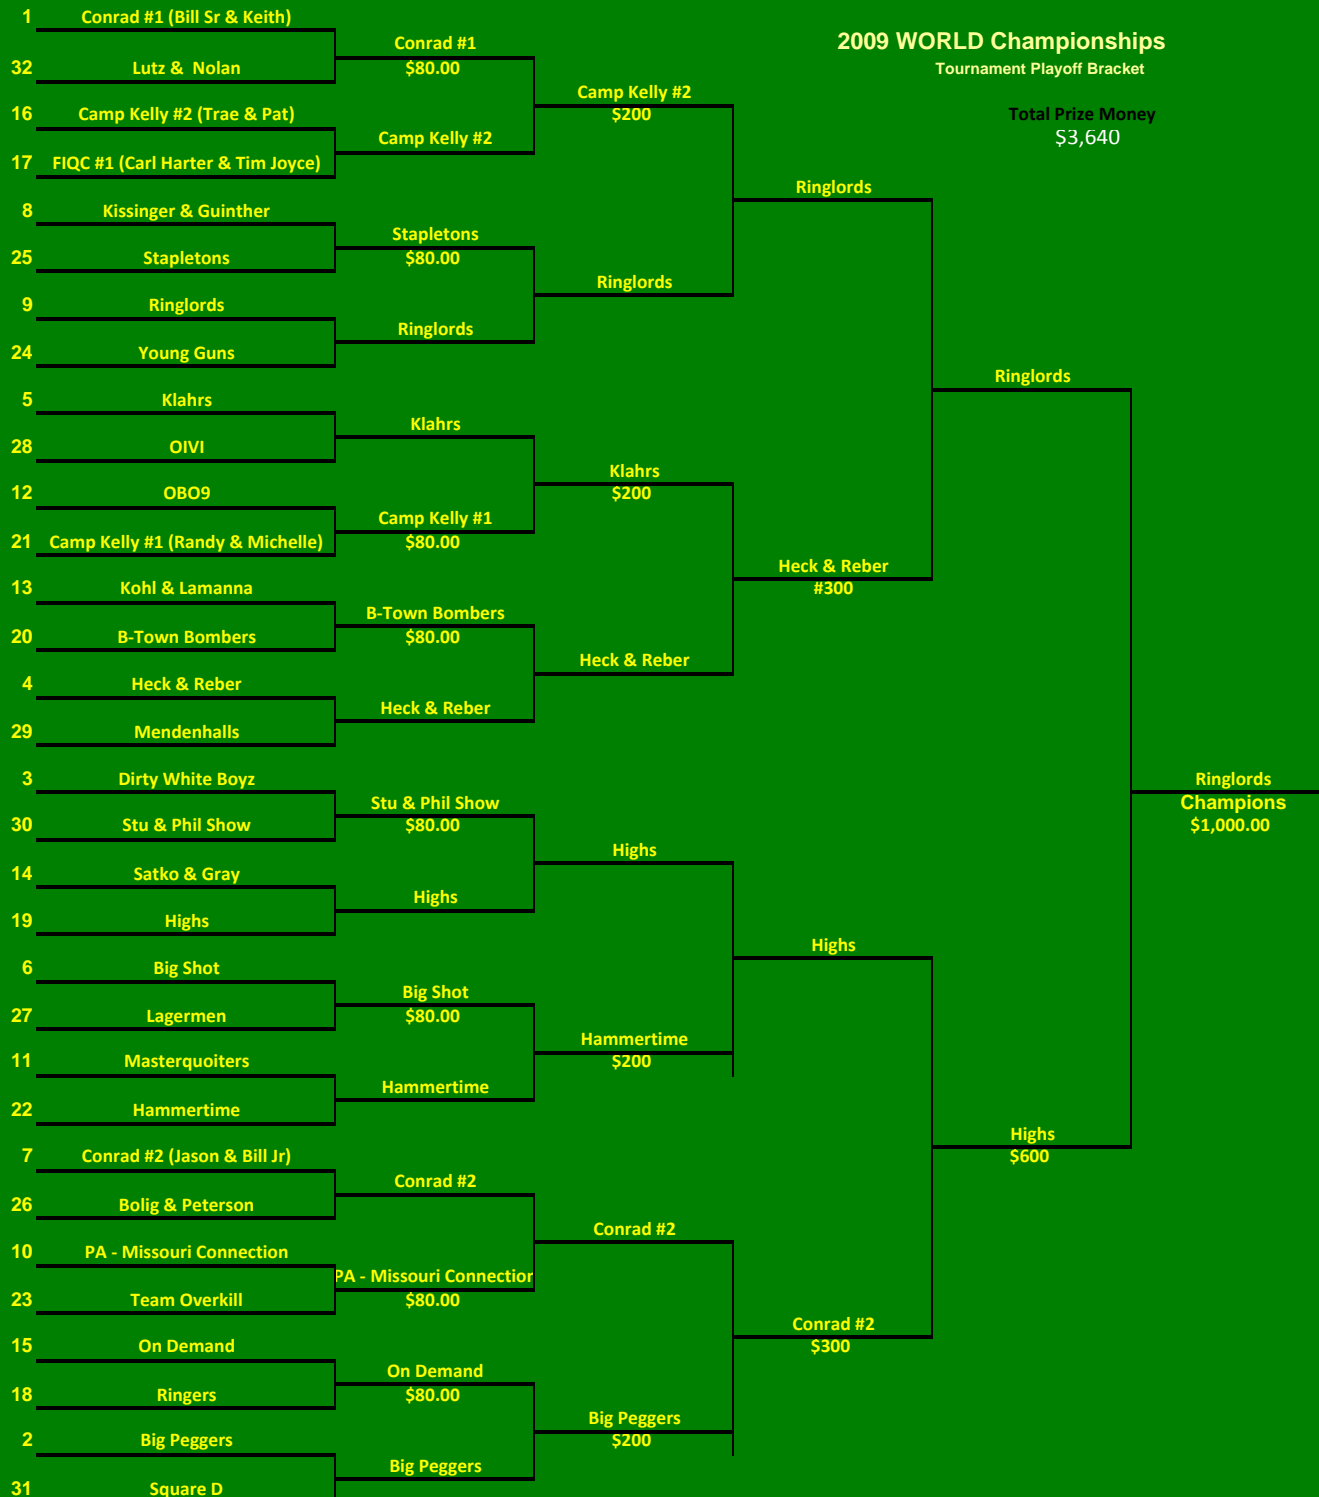 2009 WORLD Championships
Tournament Playoff Bracket
Total Prize Money
$3,640
1 Conrad #1 (Bill Sr & Keith)
32 Lutz & Nolan
16 Camp Kelly #2 (Trae & Pat)
17 FIQC #1 (Carl Harter & Tim Joyce)
8 Kissinger & Guinther
25 Stapletons
9 Ringlords
24 Young Guns
5 Klahrs
28 OIVI
12 OBO9
21 Camp Kelly #1 (Randy & Michelle)
13 Kohl & Lamanna
20 B-Town Bombers
4 Heck & Reber
29 Mendenhalls
3 Dirty White Boyz
30 Stu & Phil Show
14 Satko & Gray
19 Highs
6 Big Shot
27 Lagermen
11 Masterquoiters
22 Hammertime
7 Conrad #2 (Jason & Bill Jr)
26 Bolig & Peterson
10 PA - Missouri Connection
23 Team Overkill
15 On Demand
18 Ringers
2 Big Peggers
31 Square D
Conrad #1
$80.00
Camp Kelly #2
Stapletons
$80.00
Ringlords
Klahrs
Camp Kelly #1
$80.00
B-Town Bombers
$80.00
Heck & Reber
Stu & Phil Show
$80.00
Highs
Big Shot
$80.00
Hammertime
Conrad #2
PA - Missouri Connection
$80.00
On Demand
$80.00
Big Peggers
Camp Kelly #2
$200
Ringlords
Klahrs
$200
Heck & Reber
Highs
Hammertime
$200
Conrad #2
Big Peggers
$200
Ringlords
Heck & Reber
#300
Highs
Conrad #2
$300
Ringlords
Highs
$600
Ringlords
Champions
$1,000.00